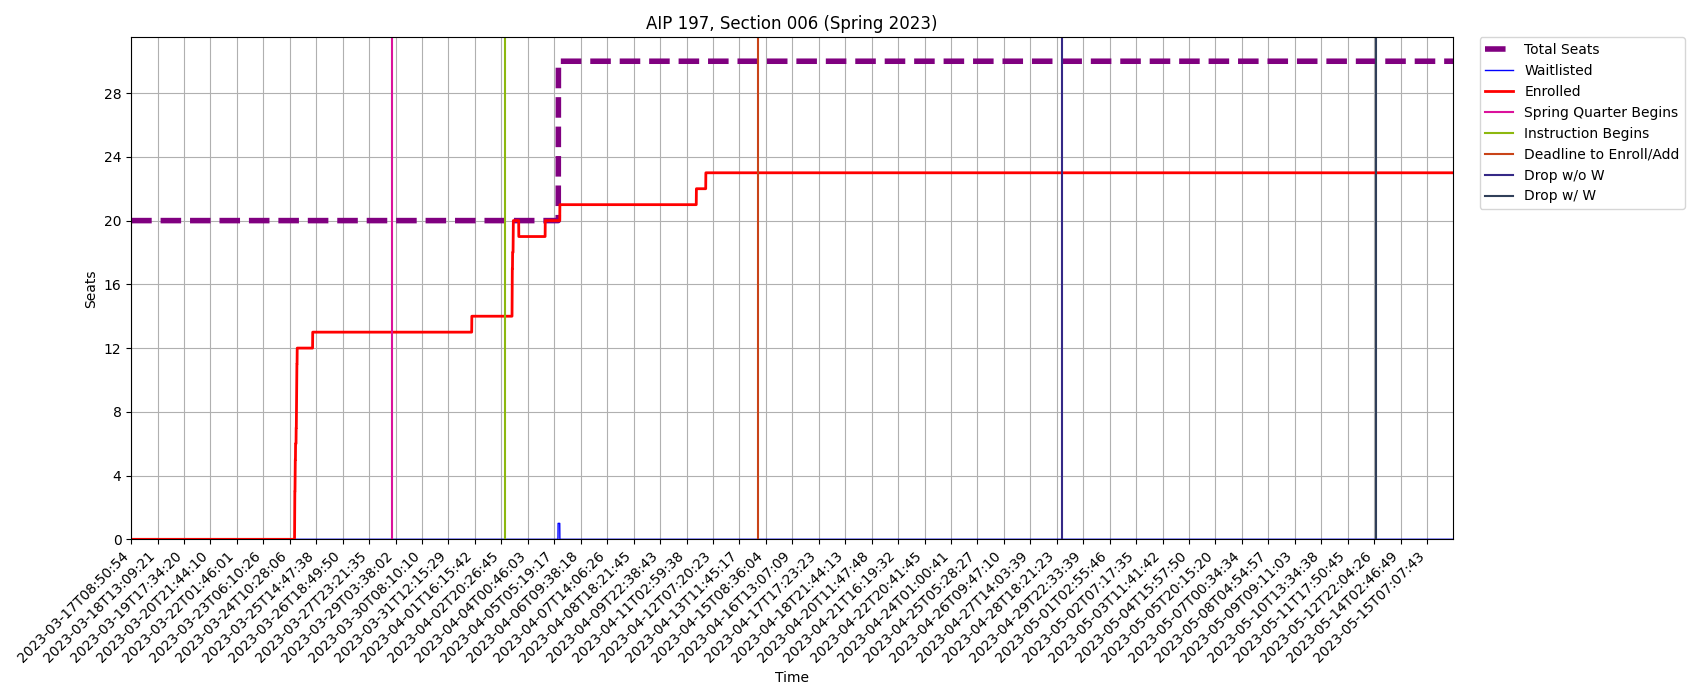 AIP 197, Section 006 (Spring 2023)
Total Seats
Waitlisted
Enrolled
Spring Quarter Begins
Instruction Begins
Deadline to Enroll/Add
Drop w/o W
Drop w/ W
Seats
28
24
20
16
12
8
4
0
2023-03-17T08:50:54
2023-03-18T13:09:21
2023-03-19T17:34:20
2023-03-20T21:44:10
2023-03-22T01:46:01
2023-03-23T06:10:26
2023-03-24T10:28:06
2023-03-25T14:47:38
2023-03-26T18:49:50
2023-03-27T23:21:35
2023-03-29T03:38:02
2023-03-30T08:10:10
2023-03-31T12:15:29
2023-04-01T16:15:42
2023-04-02T20:26:45
2023-04-04T00:46:03
2023-04-05T05:19:17
2023-04-06T09:38:18
2023-04-07T14:06:26
2023-04-08T18:21:45
2023-04-09T22:38:43
2023-04-11T02:59:38
2023-04-12T07:20:23
2023-04-13T11:45:17
2023-04-15T08:36:04
2023-04-16T13:07:09
2023-04-17T17:23:23
2023-04-18T21:44:13
2023-04-20T11:47:48
2023-04-21T16:19:32
2023-04-22T20:41:45
2023-04-24T01:00:41
2023-04-25T05:28:27
2023-04-26T09:47:10
2023-04-27T14:03:39
2023-04-28T18:21:23
2023-04-29T22:33:39
2023-05-01T02:55:46
2023-05-02T07:17:35
2023-05-03T11:41:42
2023-05-04T15:57:50
2023-05-05T20:15:20
2023-05-07T00:34:34
2023-05-08T04:54:57
2023-05-09T09:11:03
2023-05-10T13:34:38
2023-05-11T17:50:45
2023-05-12T22:04:26
2023-05-14T02:46:49
2023-05-15T07:07:43
Time